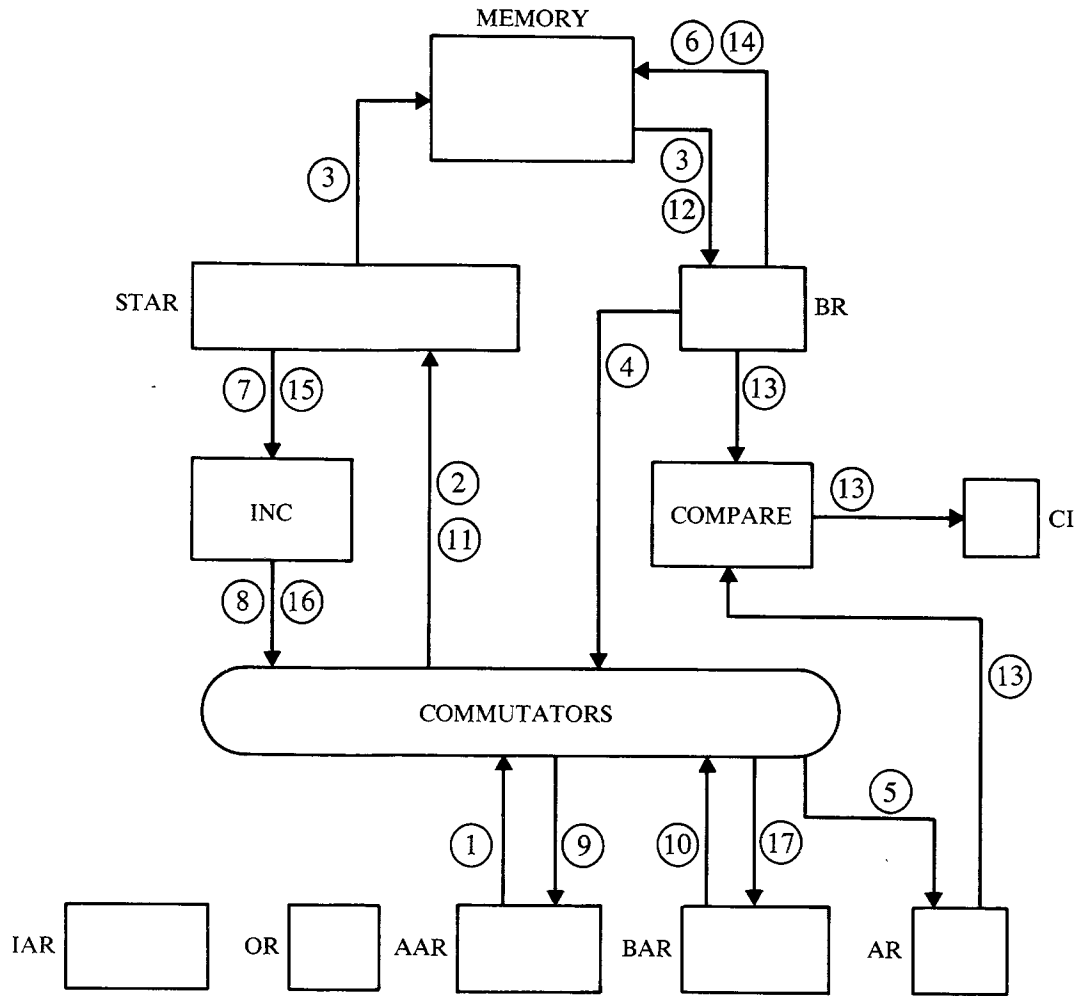 MEMORY
6 14
3
3
12
STAR
BR
7 15
4
13
2
INC
COMPARE
13
CI
11
8 16
13
COMMUTATORS
5
1
9
10
17
IAR
OR
AAR
BAR
AR